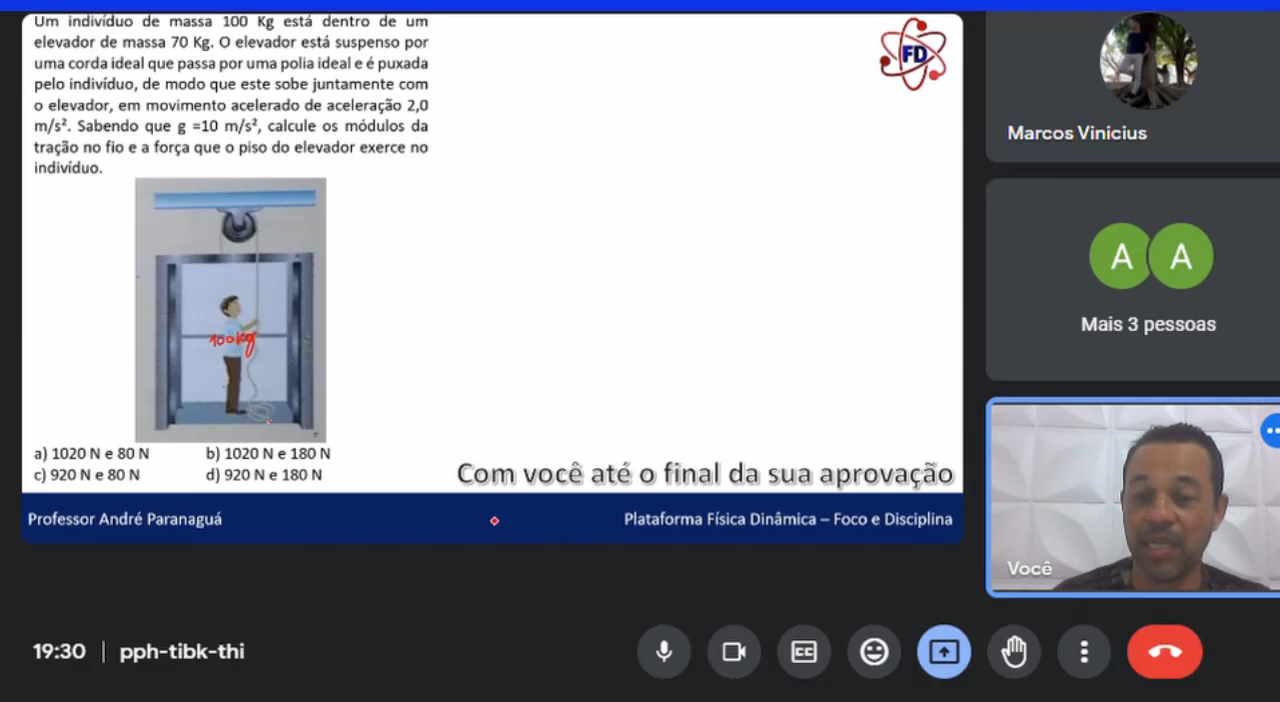 Um indivíduo de massa 100 Kg está dentro de um
elevador de massa 70 Kg. O elevador está suspenso por
uma corda ideal que passa por uma polia ideal e é puxada
pelo indivíduo, de modo que este sobe juntamente com
o elevador, em movimento acelerado de aceleração 2,0
m/s². Sabendo que g =10 m/s², calcule os módulos da
tração no fio e a força que o piso do elevador exerce no
indivíduo.
FD
100kg
a) 1020 N e 80 N b) 1020 N e 180 N
c) 920 N e 80 N d) 920 N e 180 N
Com você até o final da sua aprovação
Professor André Paranaguá
Plataforma Física Dinâmica – Foco e Disciplina
Marcos Vinicius
A A
Mais 3 pessoas
Você
19:30 | pph-tibk-thi
CC